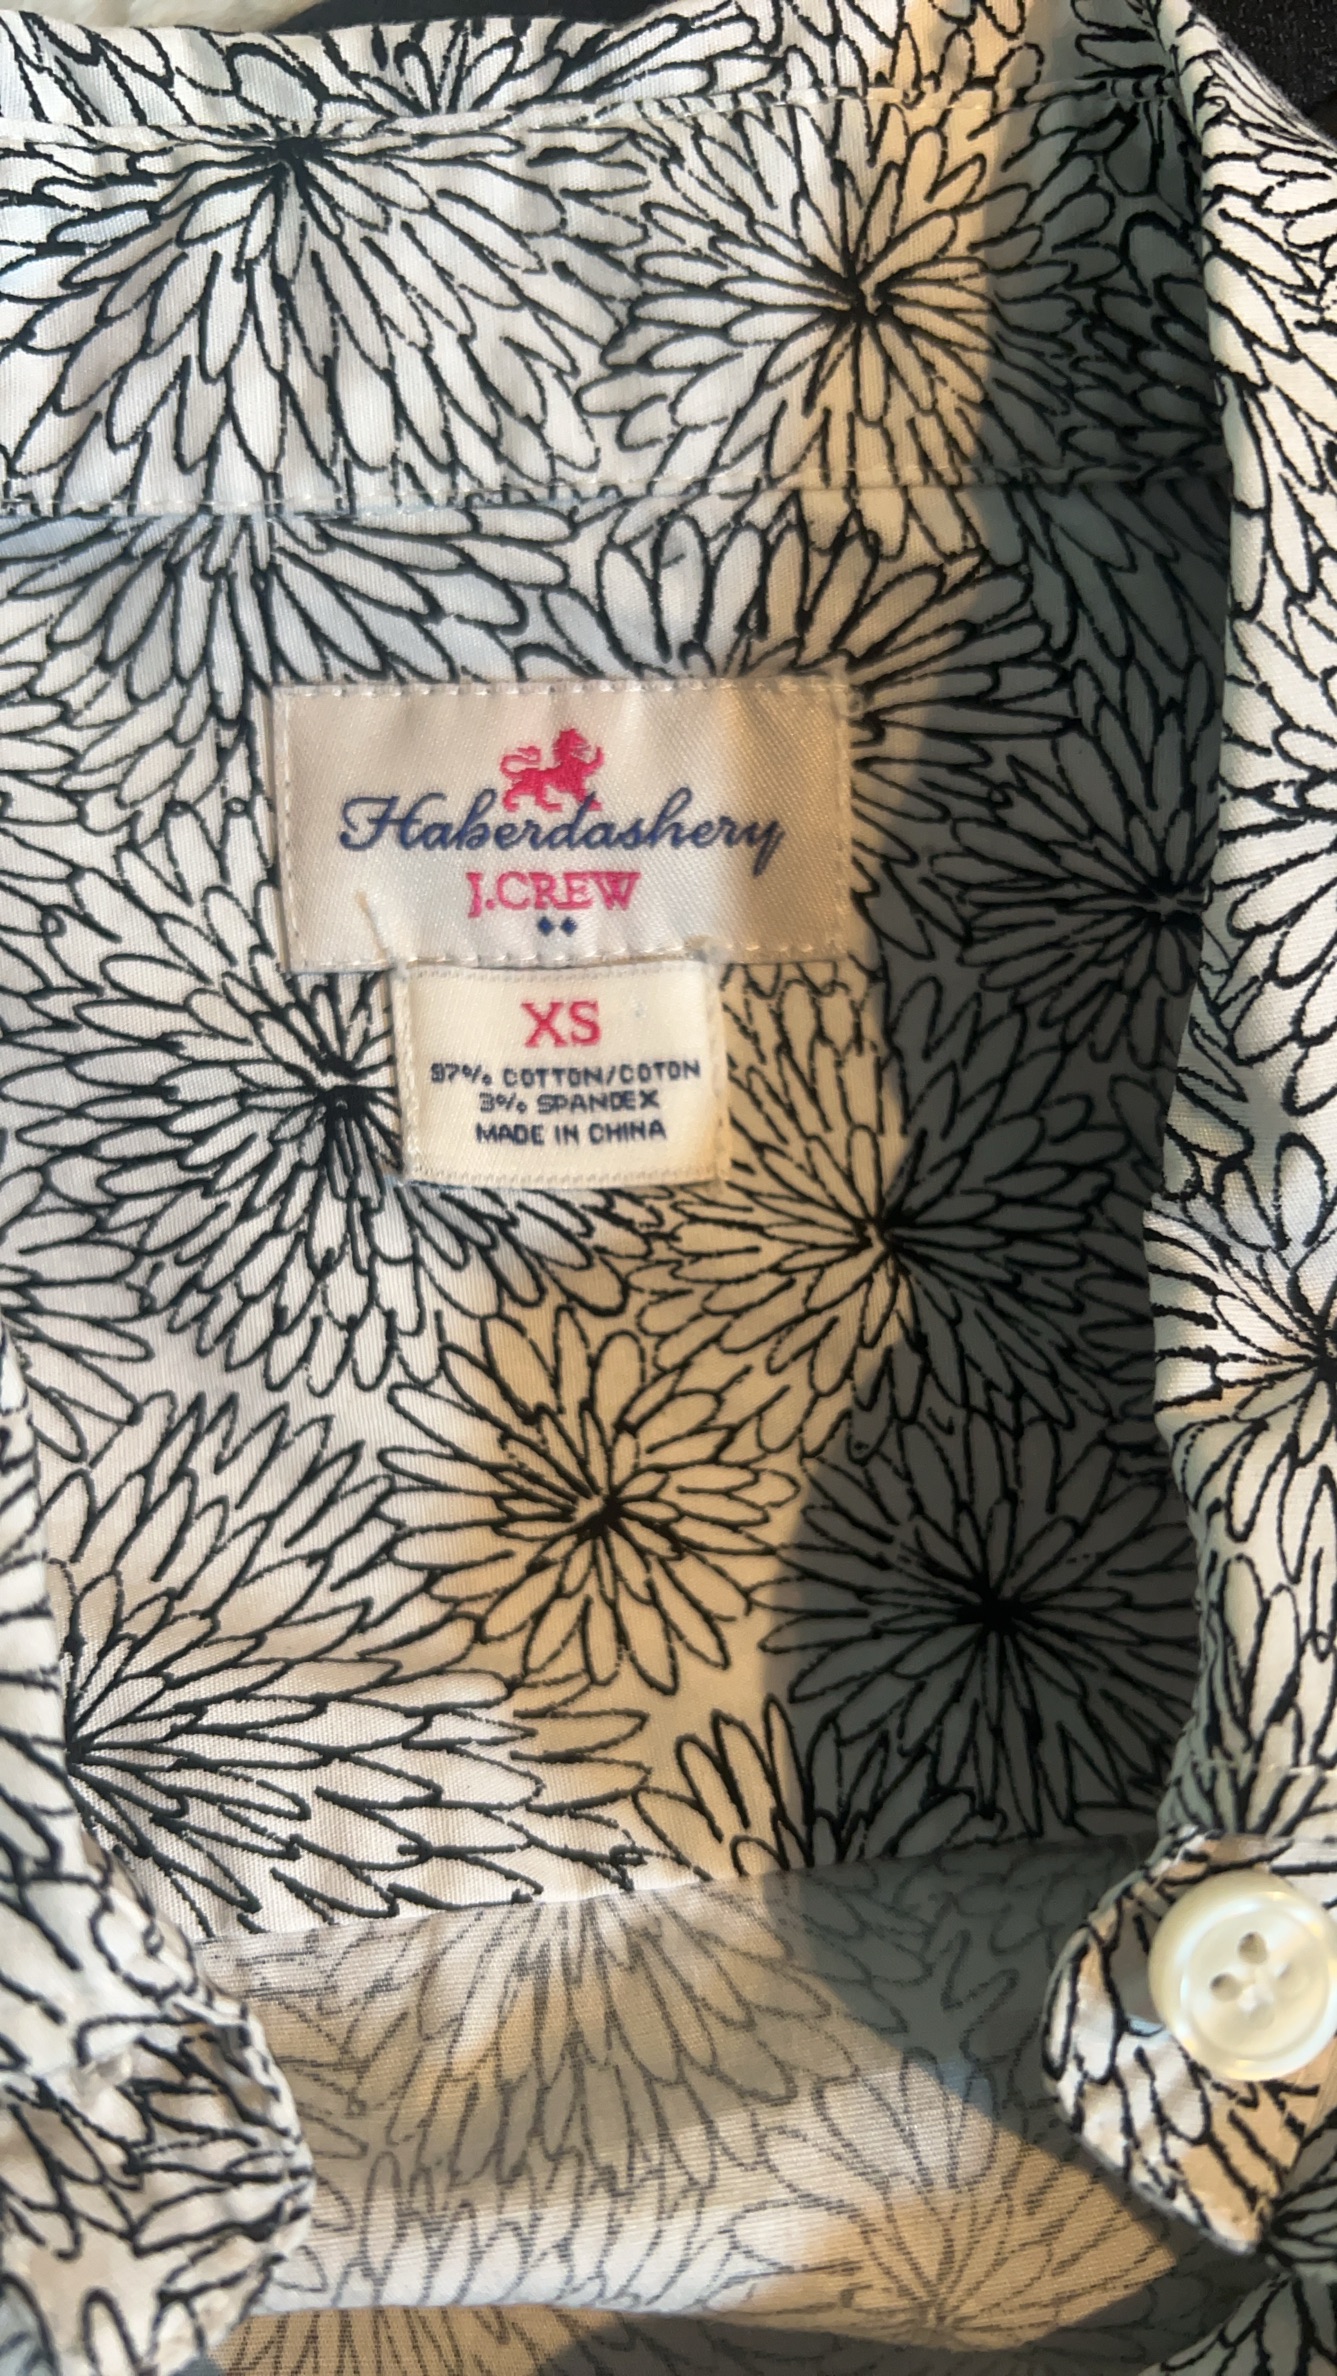 Haberdashery
J.CREW
XS
97% COTTON/COTON
3% SPANDEX
MADE IN CHINA